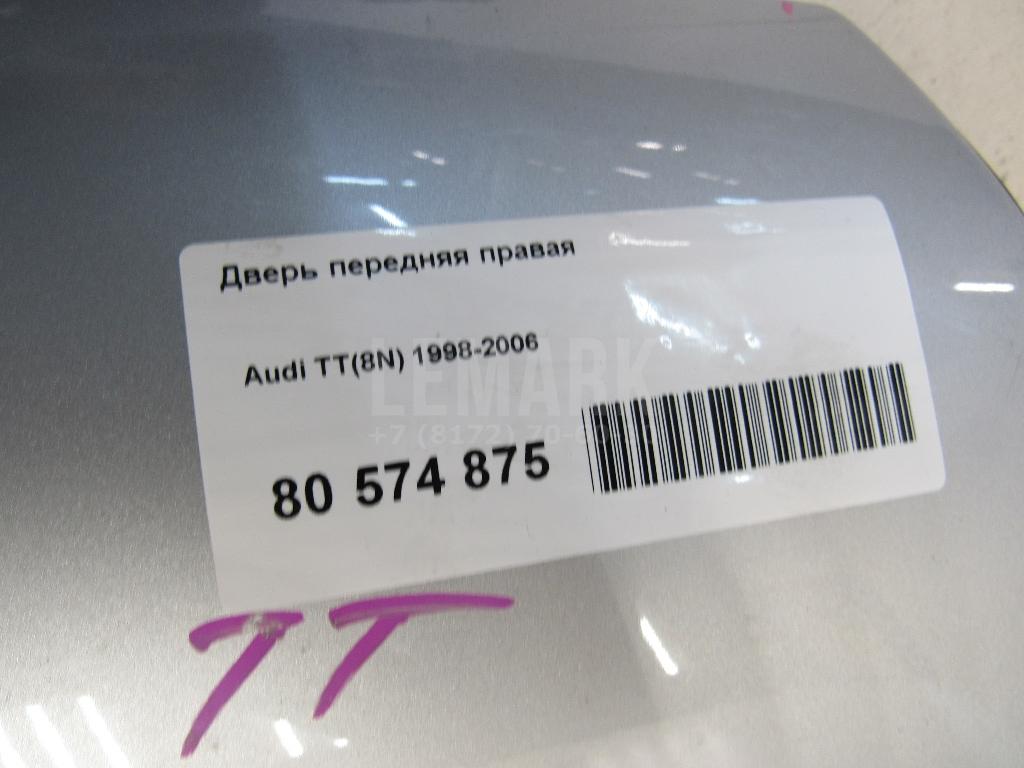 Дверь передняя правая
Audi TT(8N) 1998-2006
LEMARK
80 574 875
TT